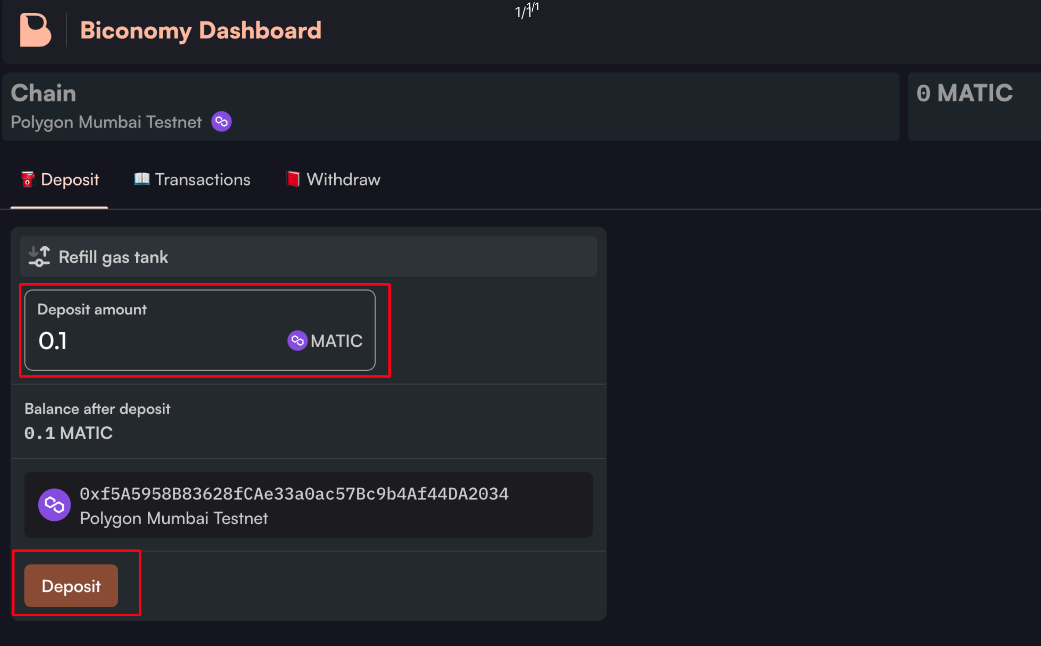 1/1
1/1
Biconomy Dashboard
Chain
0 MATIC
Polygon Mumbai Testnet
Deposit
Transactions
Withdraw
Refill gas tank
Deposit amount
0.1
MATIC
Balance after deposit
0.1 MATIC
0xf5A5958B83628fCAe33a0ac57Bc9b4Af44DA2034
Polygon Mumbai Testnet
Deposit